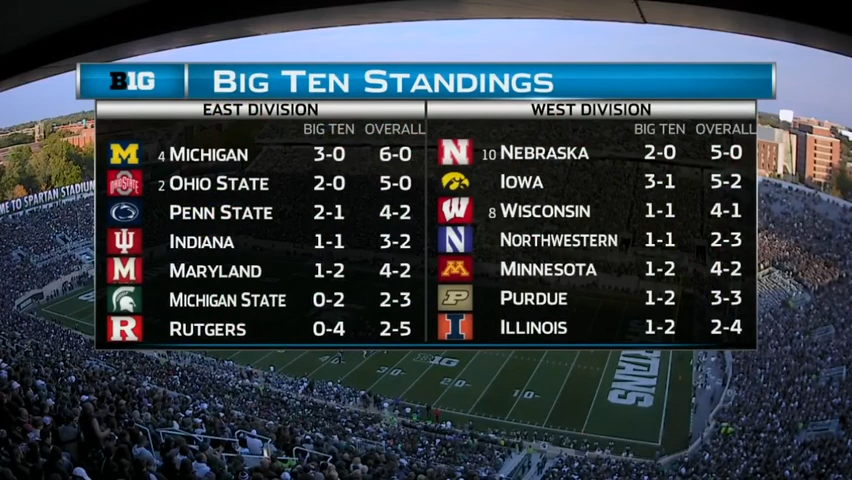 B1G BIG TEN STANDINGS
EAST DIVISION
BIG TEN OVERALL
M 4 MICHIGAN 3-0 6-0
OHIO STATE 2 OHIO STATE 2-0 5-0
PENN STATE 2-1 4-2
INDIANA 1-1 3-2
M MARYLAND 1-2 4-2
MICHIGAN STATE 0-2 2-3
R RUTGERS 0-4 2-5
WEST DIVISION
BIG TEN OVERALL
N 10 NEBRASKA 2-0 5-0
IOWA 3-1 5-2
W 8 WISCONSIN 1-1 4-1
N NORTHWESTERN 1-1 2-3
M MINNESOTA 1-2 4-2
P PURDUE 1-2 3-3
I ILLINOIS 1-2 2-4
ME TO SPARTAN STADIUM
B1G
40 30 20 10
TANS